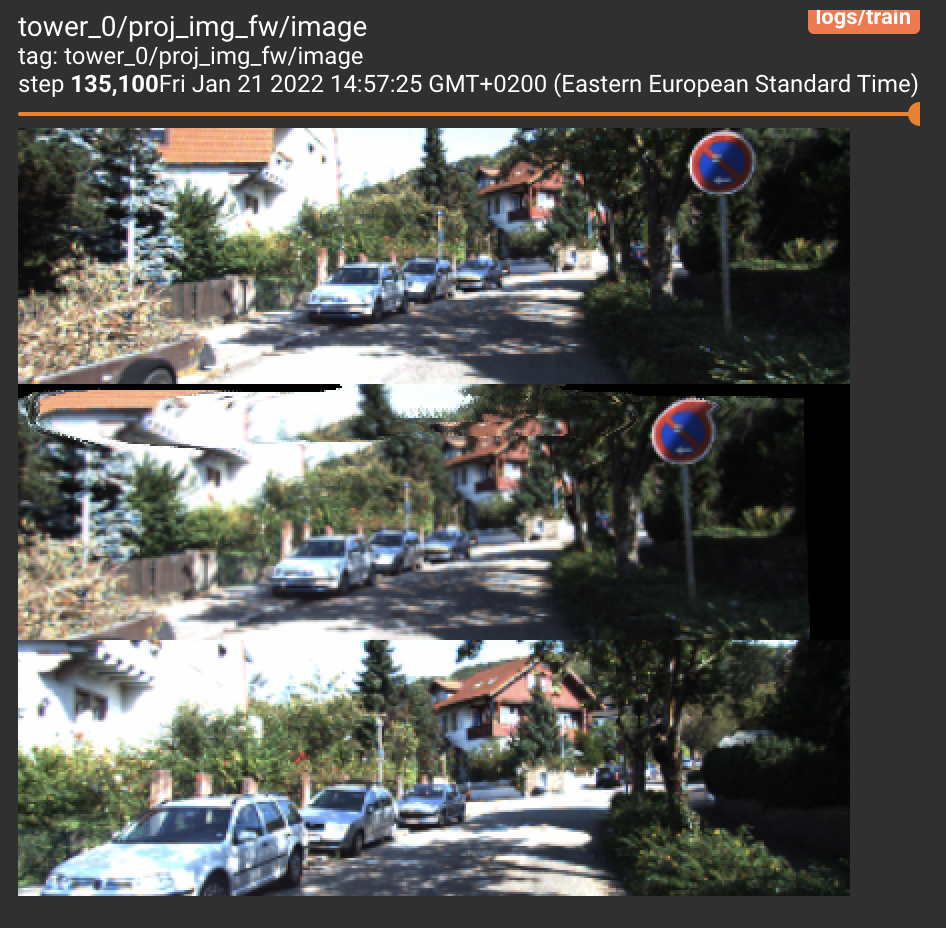 tower_0/proj_img_fw/image
logs/train
tag: tower_0/proj_img_fw/image
step 135,100Fri Jan 21 2022 14:57:25 GMT+0200 (Eastern European Standard Time)